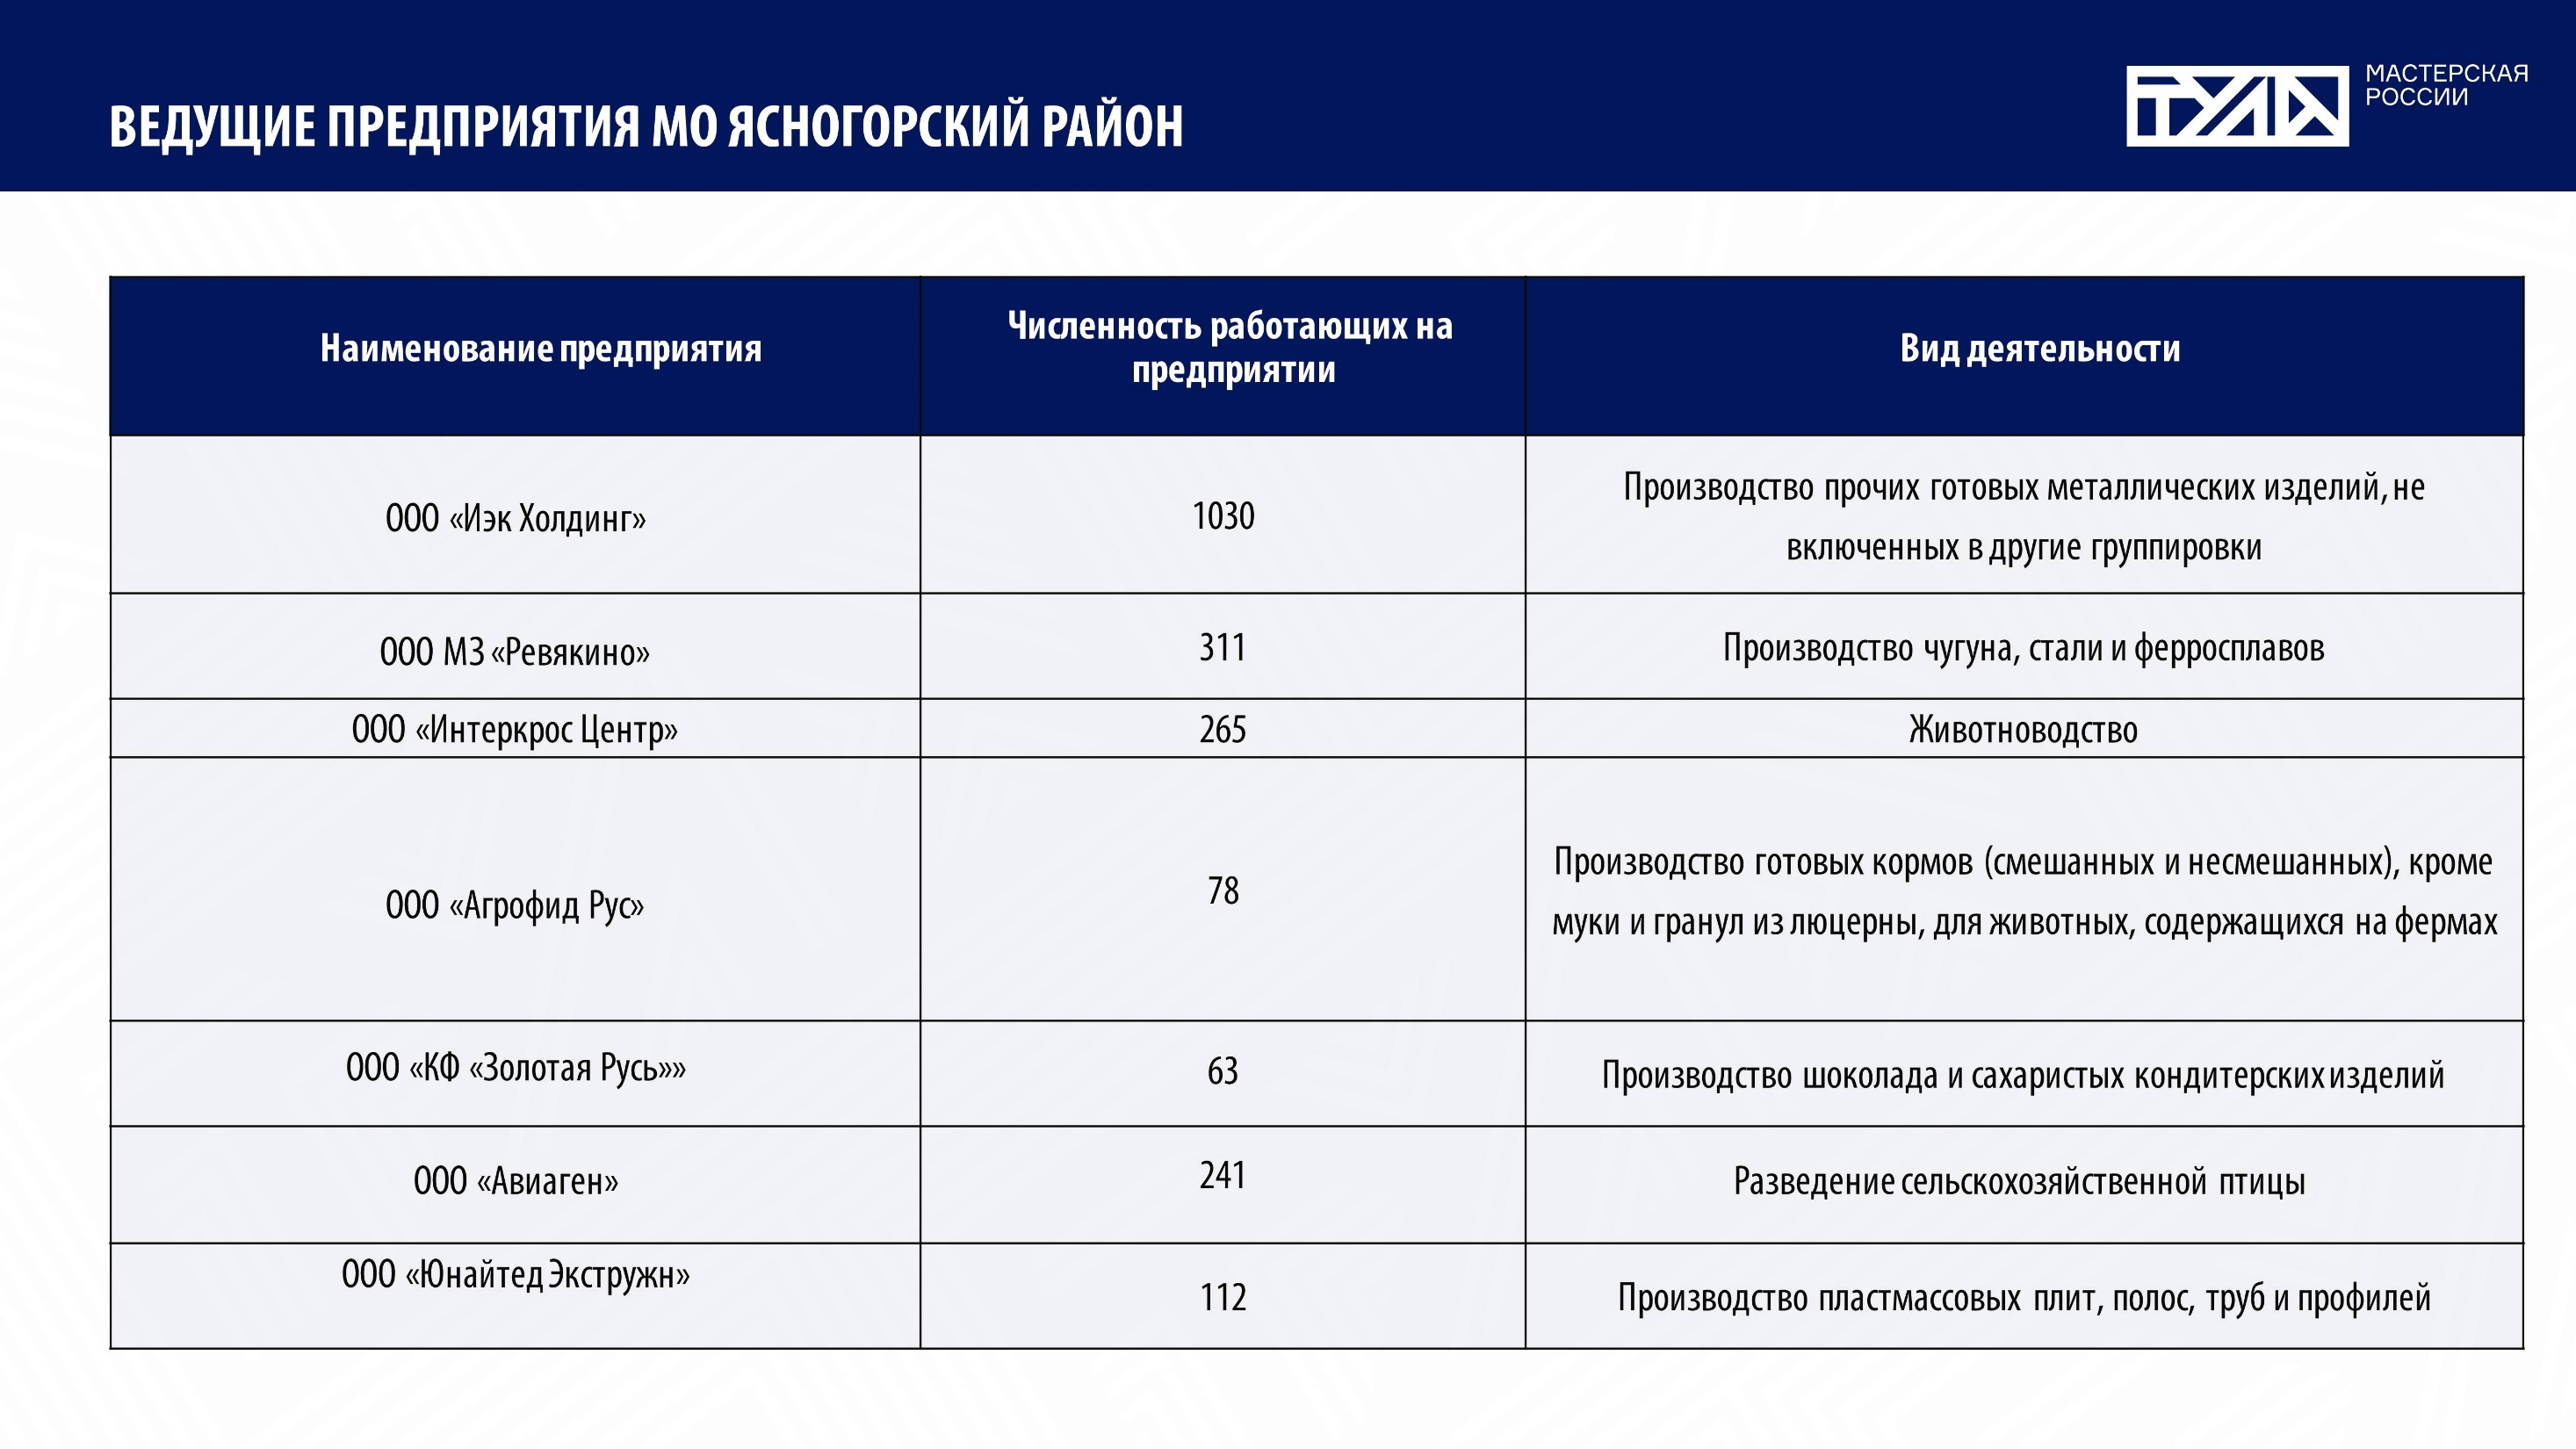 ВЕДУЩИЕ ПРЕДПРИЯТИЯ МО ЯСНОГОРСКИЙ РАЙОН
ТУЛА
МАСТЕРСКАЯ
РОССИИ
Наименование предприятия
Численность работающих на
предприятии
Вид деятельности
ООО «Иэк Холдинг»
1030
Производство прочих готовых металлических изделий, не
включенных в другие группировки
ООО МЗ «Ревякино»
311
Производство чугуна, стали и ферросплавов
ООО «Интеркрос Центр»
265
Животноводство
ООО «Агрофид Рус»
78
Производство готовых кормов (смешанных и несмешанных), кроме
муки и гранул из люцерны, для животных, содержащихся на фермах
ООО «КФ «Золотая Русь»»
63
Производство шоколада и сахаристых кондитерских изделий
ООО «Авиаген»
241
Разведение сельскохозяйственной птицы
ООО «Юнайтед Экстружн»
112
Производство пластмассовых плит, полос, труб и профилей